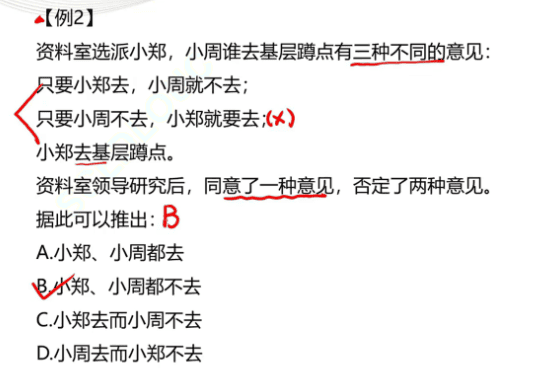 【例2】
资料室选派小郑，小周谁去基层蹲点有三种不同的意见：
只要小郑去，小周就不去；
只要小周不去，小郑就要去；(×)
小郑去基层蹲点。
资料室领导研究后，同意了一种意见，否定了两种意见。
据此可以推出：B
A.小郑、小周都去
B.小郑、小周都不去
C.小郑去而小周不去
D.小周去而小郑不去